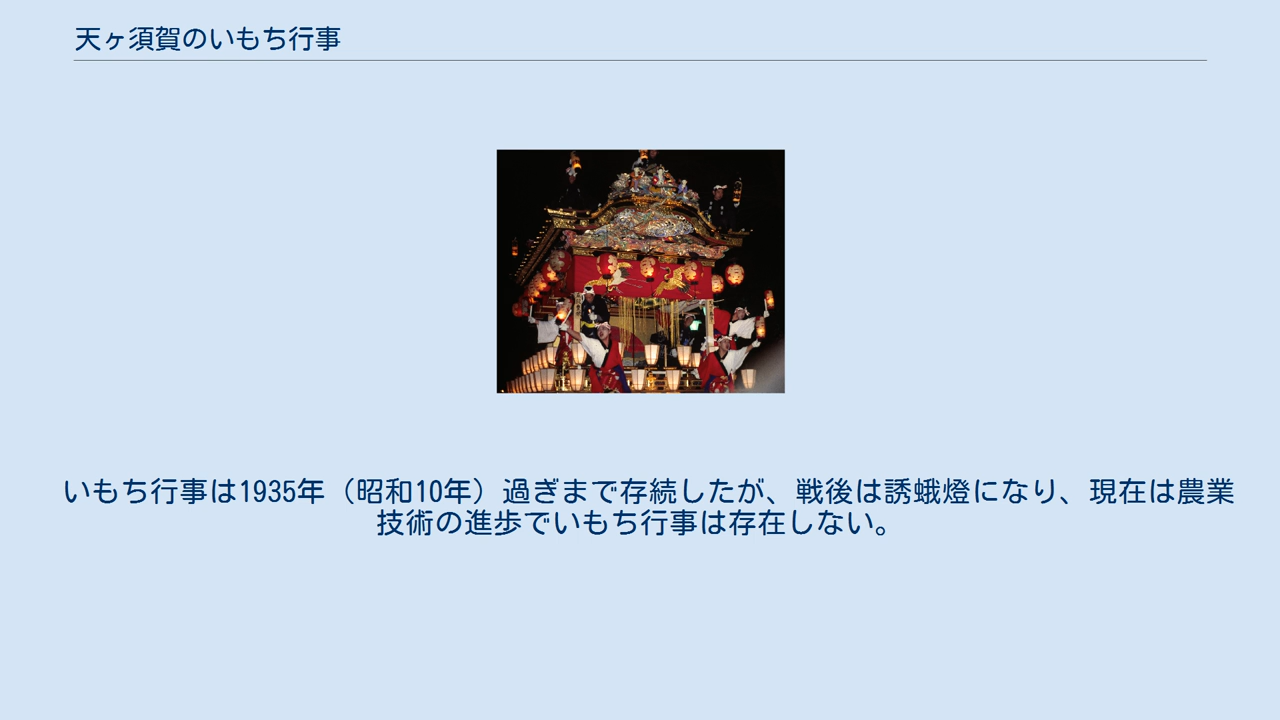 天ヶ須賀のいもち行事
いもち行事は1935年（昭和10年）過ぎまで存続したが、戦後は誘蛾燈になり、現在は農業
技術の進歩でいもち行事は存在しない。